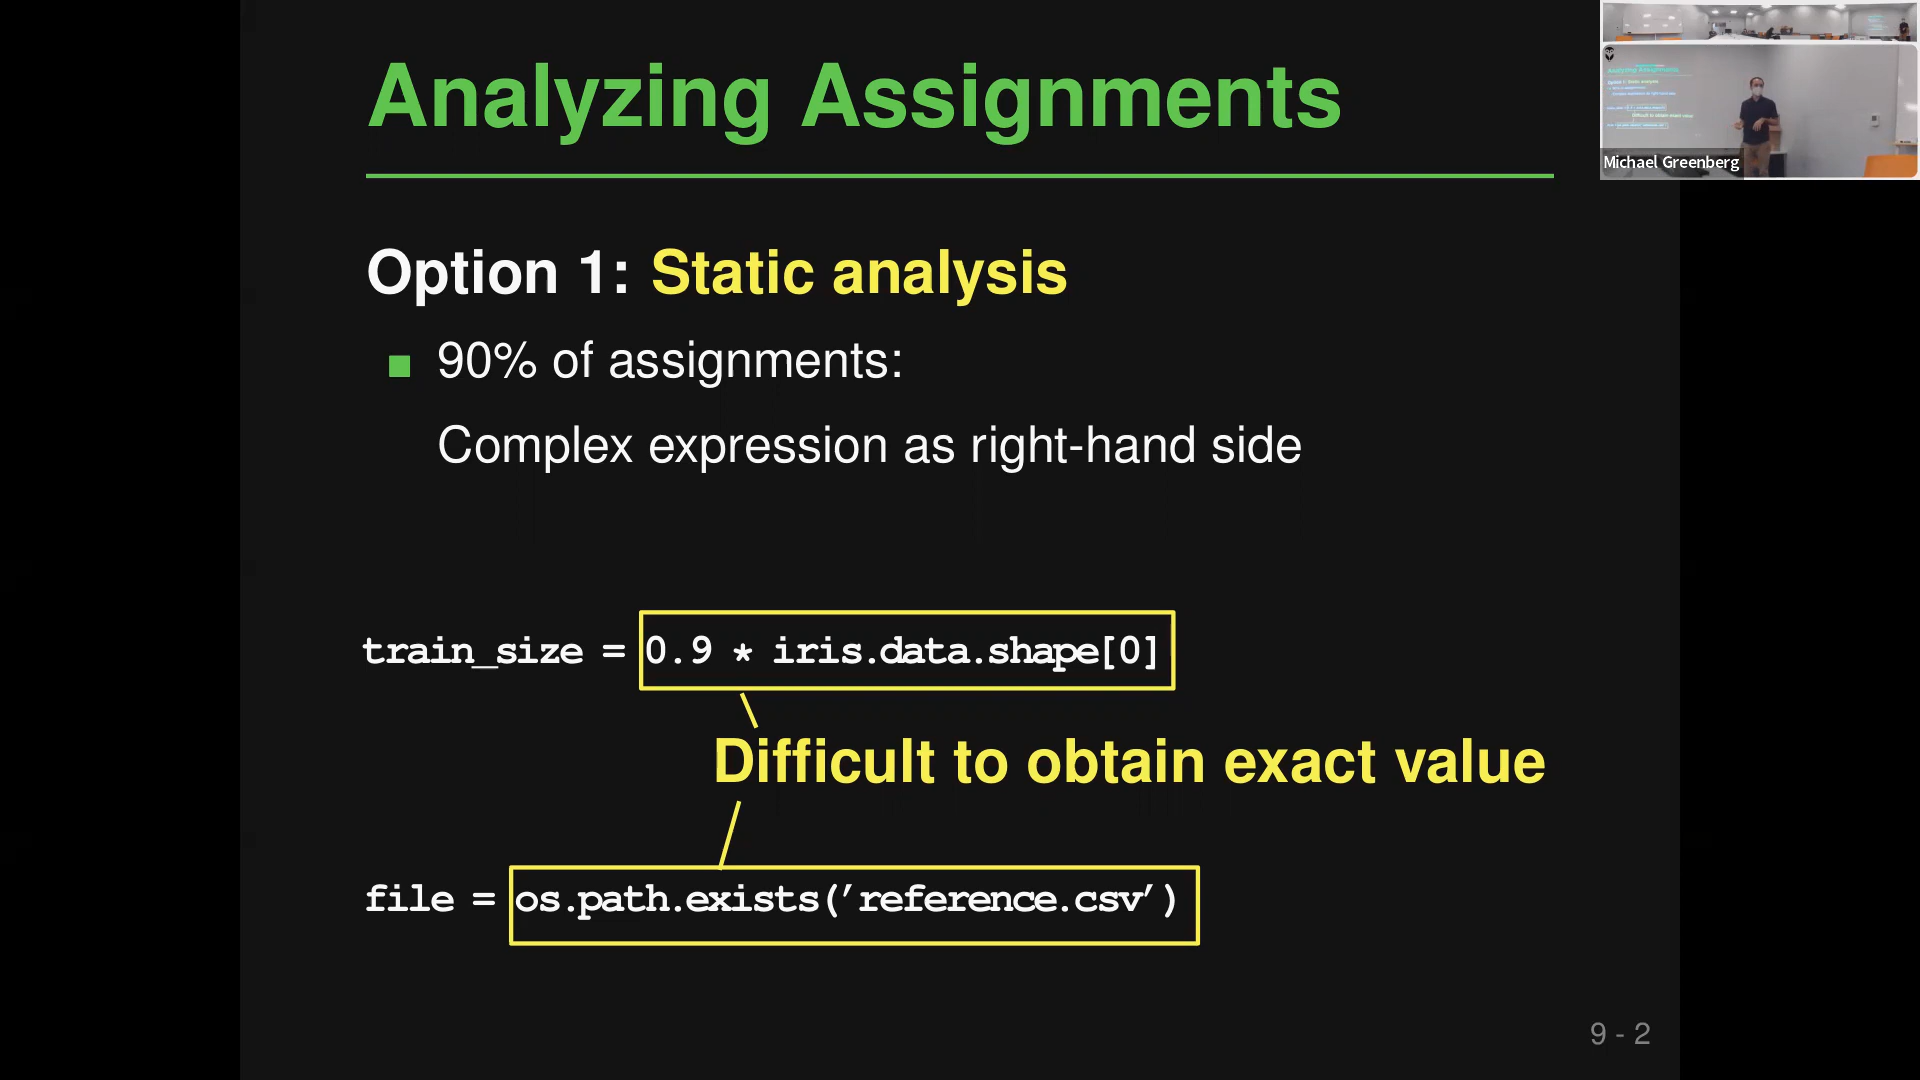 Analyzing Assignments
Michael Greenberg
Option 1: Static analysis
90% of assignments:
Complex expression as right-hand side
train_size = 0.9 * iris.data.shape[0]
Difficult to obtain exact value
file = os.path.exists(’reference.csv’)
9 - 2